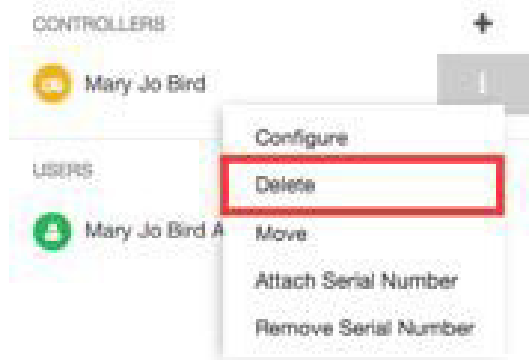 CONTROLLERS
Mary Jo Bird
Configure
USERS
Delete
Mary Jo Bird A
Move
Attach Serial Number
Remove Serial Number